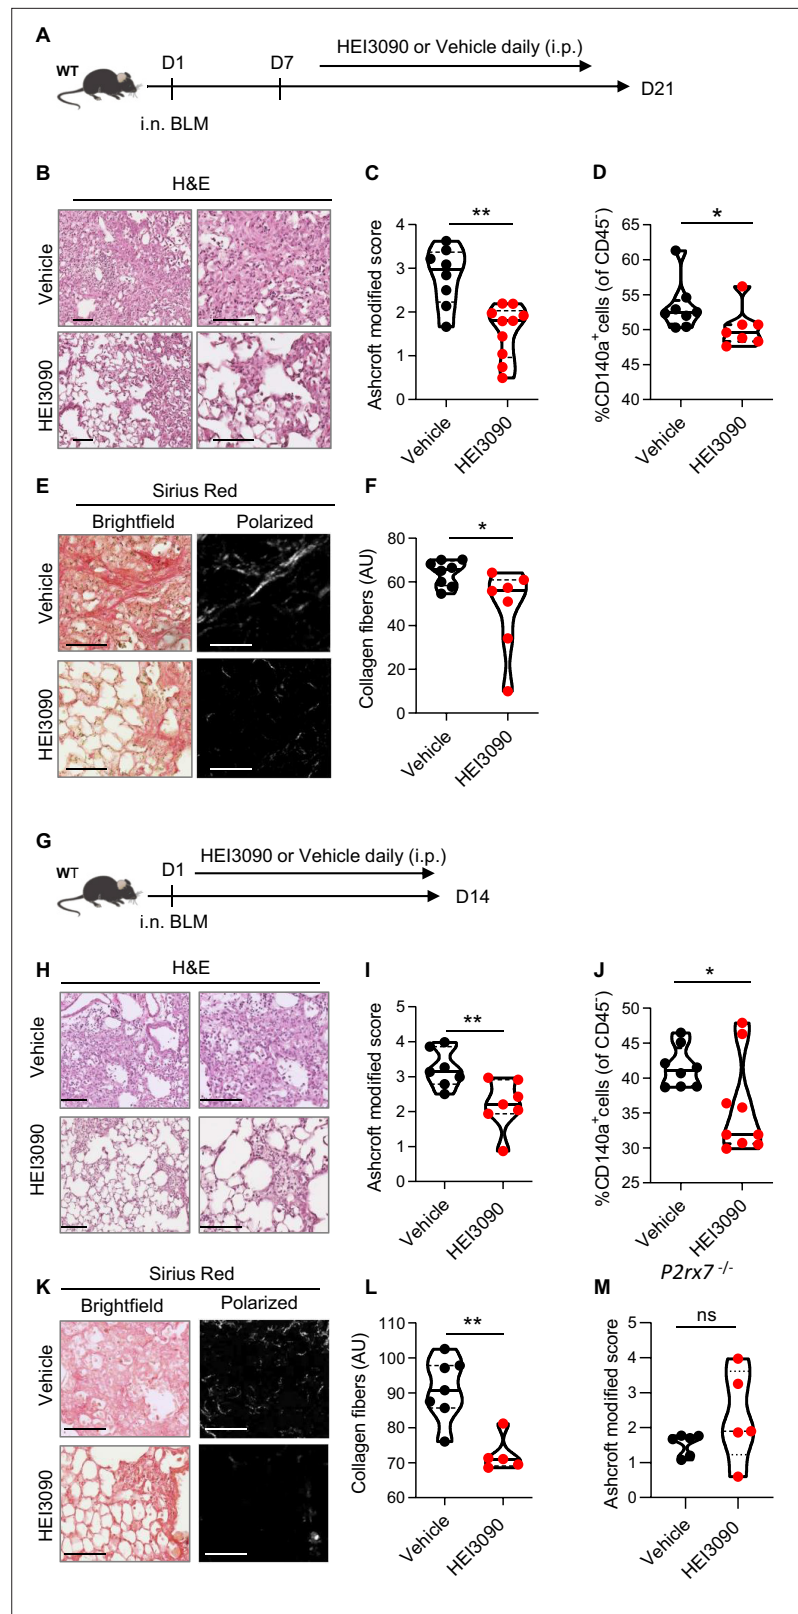 A
HEI3090 or Vehicle daily (i.p.)
WT
D1
D7
D21
i.n. BLM
B
H&E
Vehicle
HEI3090
C
**
Ashcroft modified score
4
3
2
1
0
Vehicle
HEI3090
D
*
%CD140a⁺cells (of CD45⁻)
65
60
55
50
45
40
Vehicle
HEI3090
E
Sirius Red
Brightfield
Polarized
Vehicle
HEI3090
F
*
Collagen fibers (AU)
80
60
40
20
0
Vehicle
HEI3090
G
HEI3090 or Vehicle daily (i.p.)
WT
D1
D14
i.n. BLM
H
H&E
Vehicle
HEI3090
I
**
Ashcroft modified score
5
4
3
2
1
0
Vehicle
HEI3090
J
*
%CD140a⁺cells (of CD45⁻)
50
45
40
35
30
25
Vehicle
HEI3090
K
Sirius Red
Brightfield
Polarized
Vehicle
HEI3090
L
**
Collagen fibers (AU)
110
100
90
80
70
60
Vehicle
HEI3090
M
P2rx7 -/-
ns
Ashcroft modified score
5
4
3
2
1
0
Vehicle
HEI3090